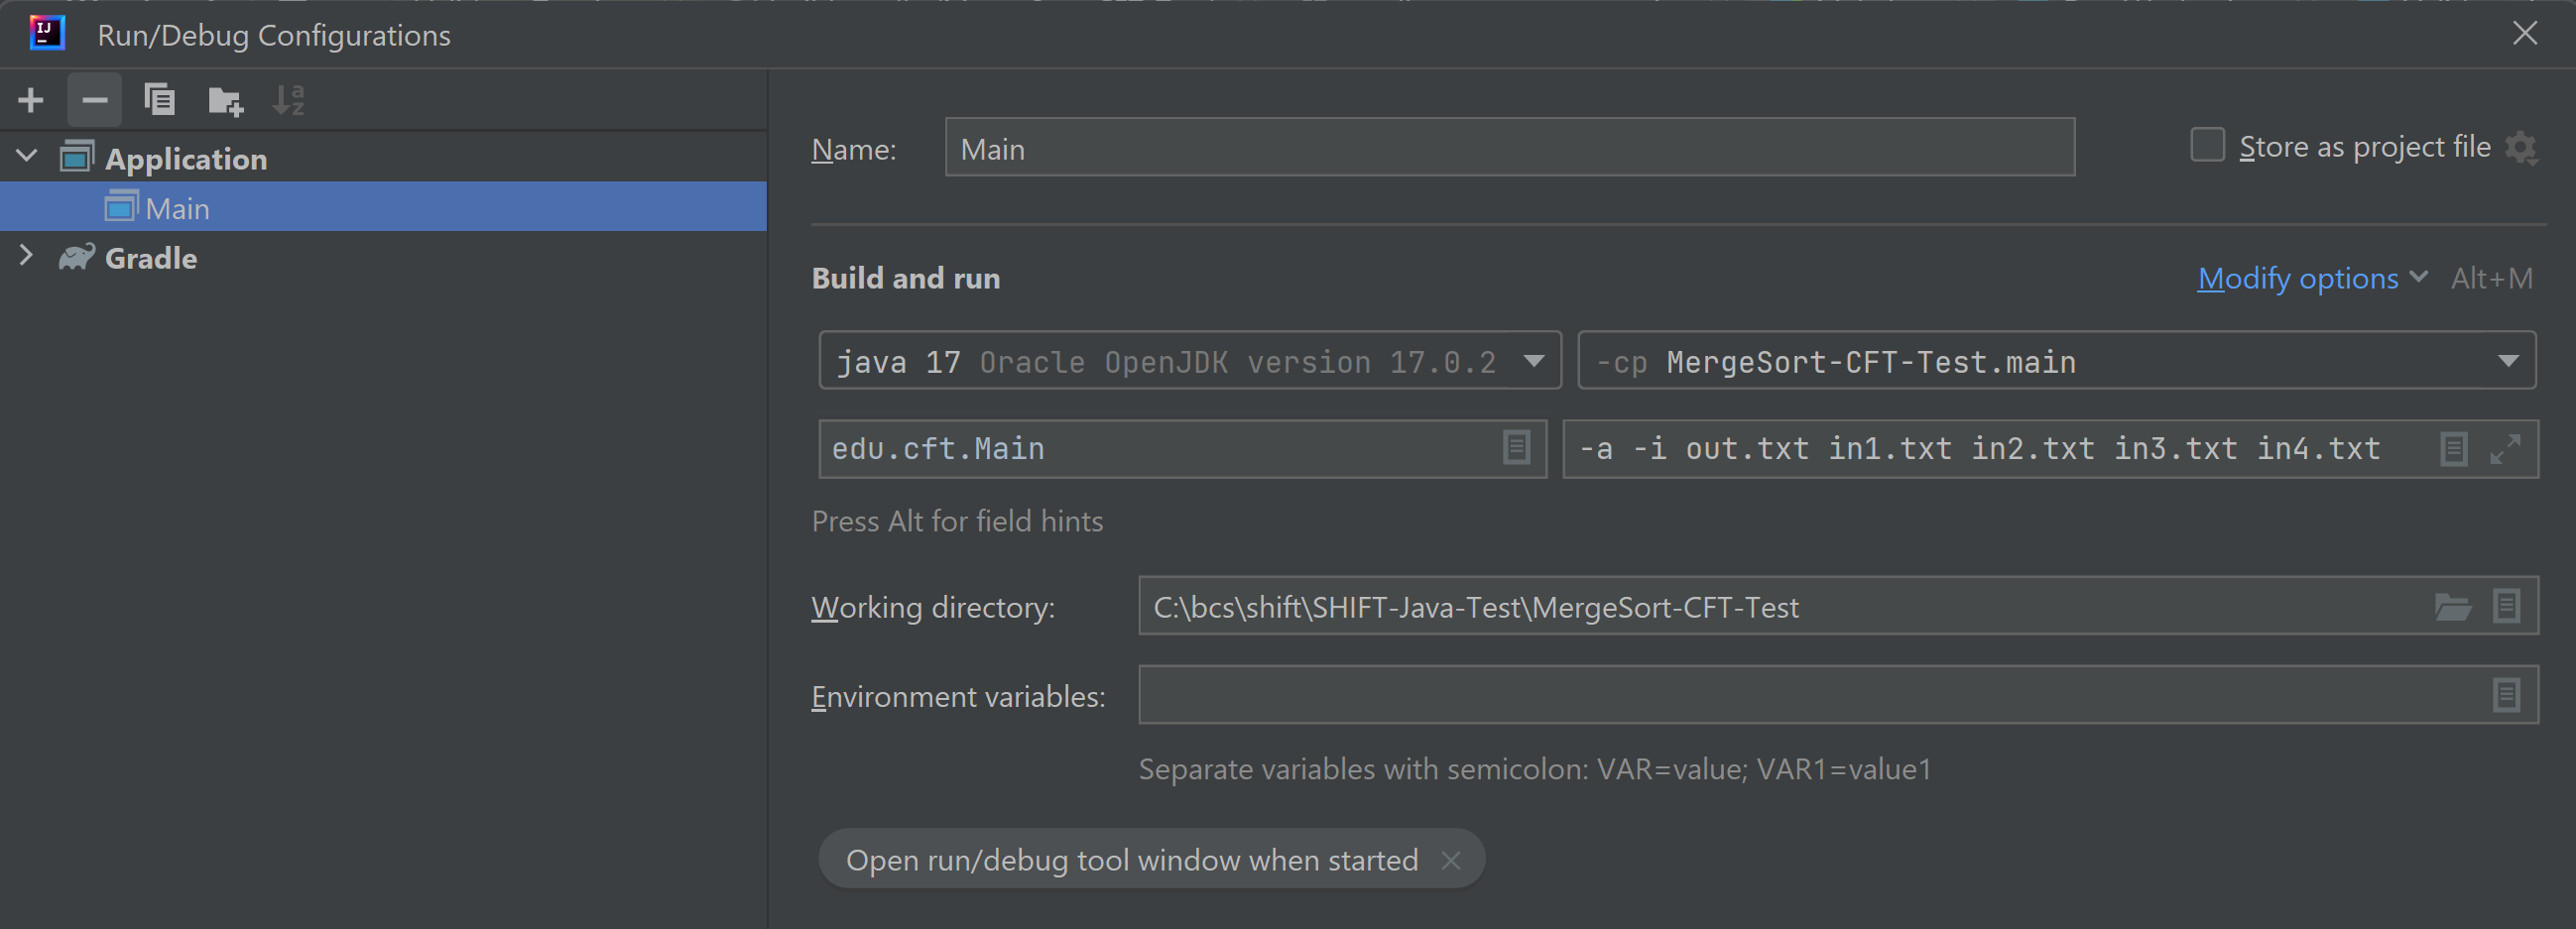 Run/Debug Configurations
Application
Main
Gradle
Name: Main
Store as project file
Build and run
Modify options Alt+M
java 17 Oracle OpenJDK version 17.0.2
-cp MergeSort-CFT-Test.main
edu.cft.Main
-a -i out.txt in1.txt in2.txt in3.txt in4.txt
Press Alt for field hints
Working directory: C:\bcs\shift\SHIFT-Java-Test\MergeSort-CFT-Test
Environment variables:
Separate variables with semicolon: VAR=value; VAR1=value1
Open run/debug tool window when started